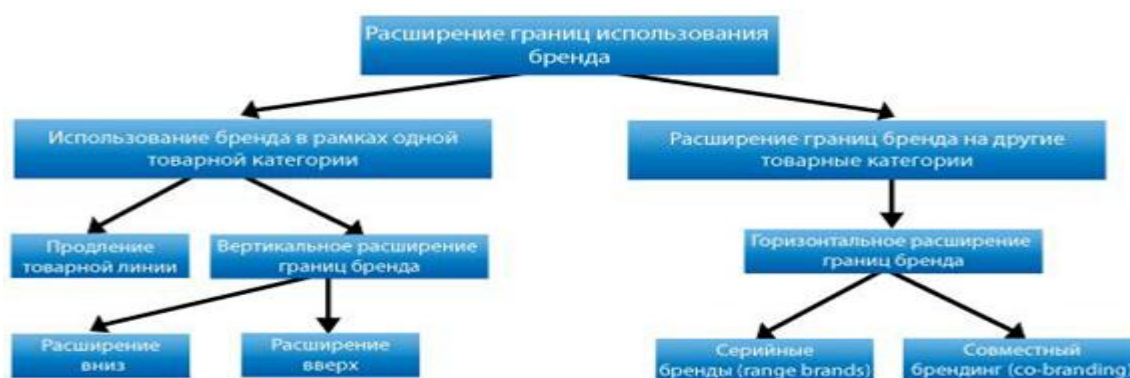 Расширение границ использования
бренда
Использование бренда в рамках одной
товарной категории
Расширение границ бренда на другие
товарные категории
Продление
товарной линии
Вертикальное расширение
границ бренда
Горизонтальное расширение
границ бренда
Расширение
вниз
Расширение
вверх
Серийные
бренды (range brands)
Совместный
брендинг (co-branding)